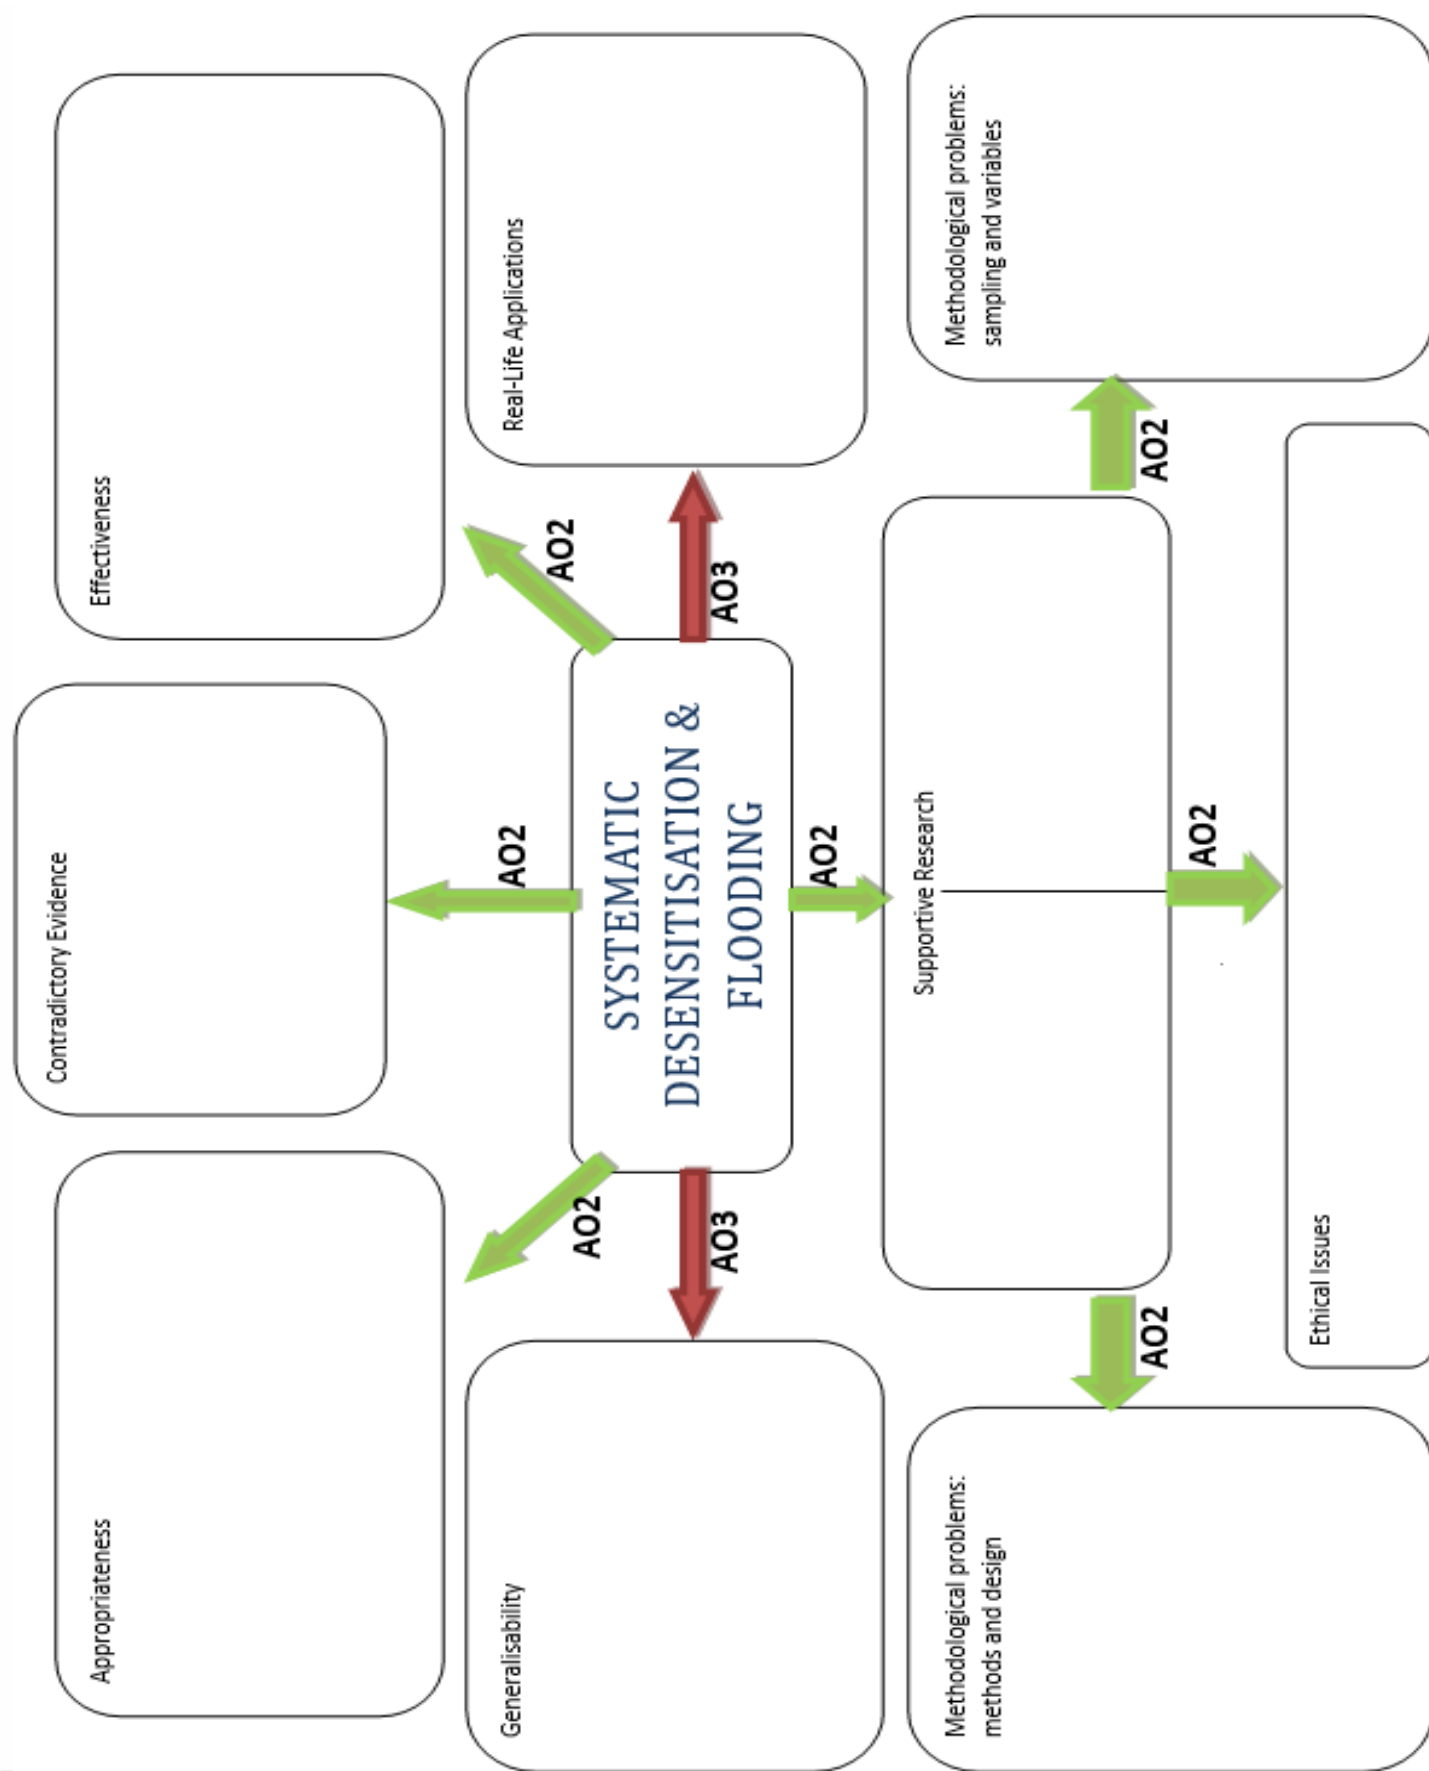 Appropriateness
Contradictory Evidence
Effectiveness
AO2
AO2
AO2
Generalisability
AO3
SYSTEMATIC
DESENSITISATION &
FLOODING
AO3
Real-Life Applications
AO2
Supportive Research
Methodological problems:
methods and design
AO2
AO2
Methodological problems:
sampling and variables
AO2
Ethical Issues